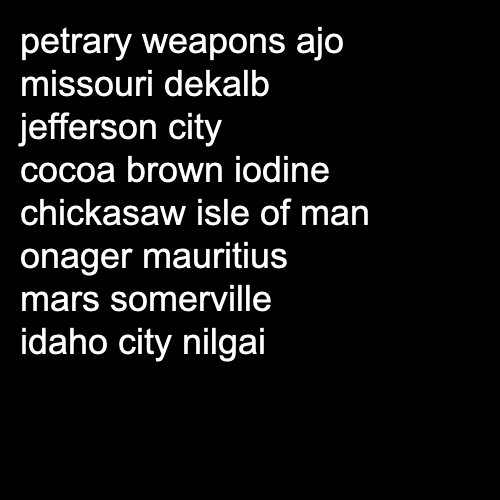 petrary weapons ajo
missouri dekalb
jefferson city
cocoa brown iodine
chickasaw isle of man
onager mauritius
mars somerville
idaho city nilgai